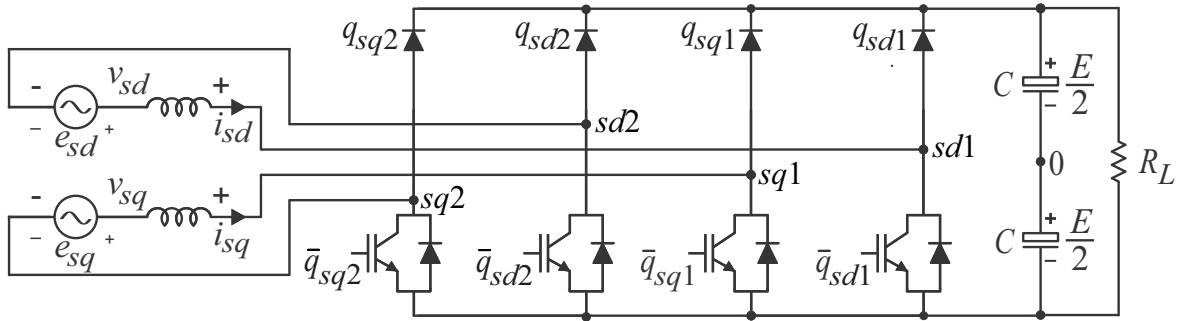 q_sq2
q_sd2
q_sq1
q_sd1
- v_sd +
− e_sd +
i_sd
sd2
sd1
C + E/2 -
0
R_L
- v_sq +
− e_sq +
i_sq
sq1
sq2
q̄_sq2
q̄_sd2
q̄_sq1
q̄_sd1
C + E/2 -